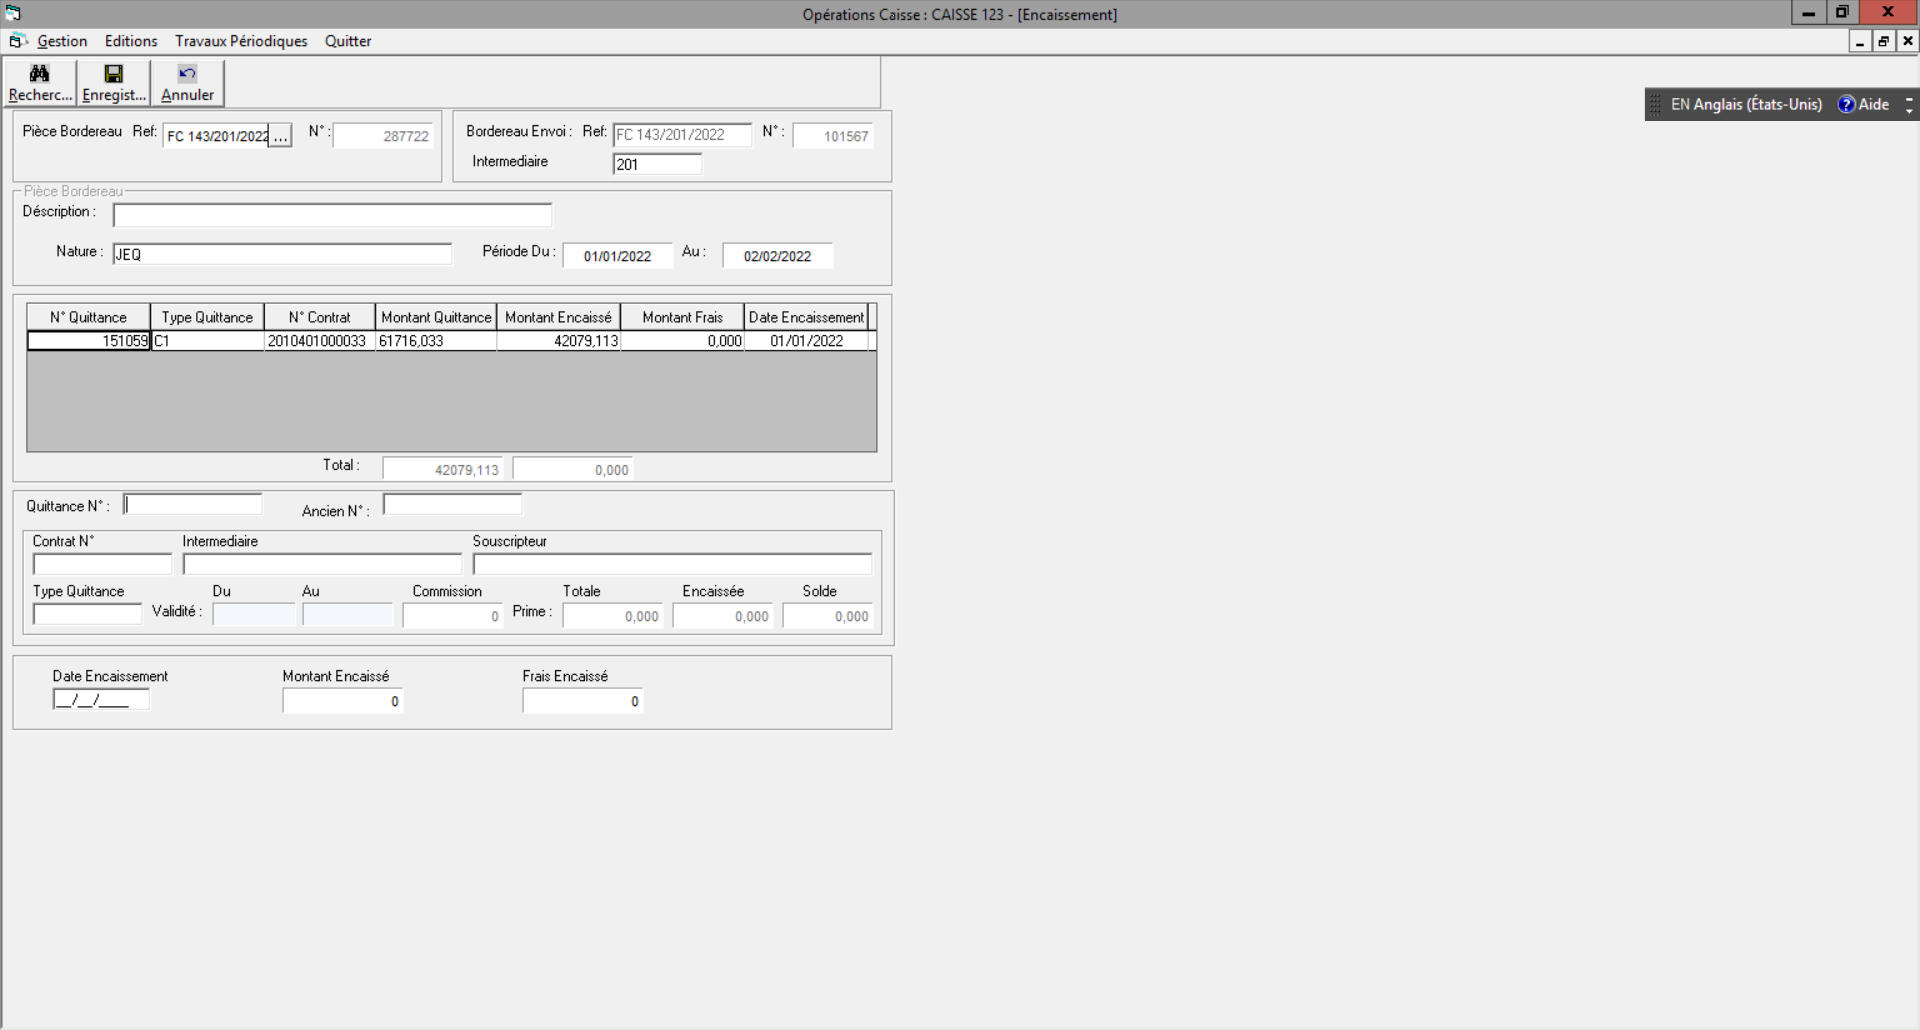 Opérations Caisse : CAISSE 123 - [Encaissement]
Gestion Editions Travaux Périodiques Quitter
Recherc... Enregist... Annuler
EN Anglais (États-Unis) ? Aide
Pièce Bordereau Ref: FC 143/201/2022 ... N° : 287722
Bordereau Envoi : Ref: FC 143/201/2022 N° : 101567
Intermediaire 201
Pièce Bordereau
Déscription :
Nature : JEQ Période Du : 01/01/2022 Au : 02/02/2022
N° Quittance Type Quittance N° Contrat Montant Quittance Montant Encaissé Montant Frais Date Encaissement
151059 C1 2010401000033 61716,033 42079,113 0,000 01/01/2022
Total : 42079,113 0,000
Quittance N° : Ancien N° :
Contrat N° Intermediaire Souscripteur
Type Quittance Du Au Commission Totale Encaissée Solde
Validité : 0 Prime : 0,000 0,000 0,000
Date Encaissement Montant Encaissé Frais Encaissé
__/__/____ 0 0